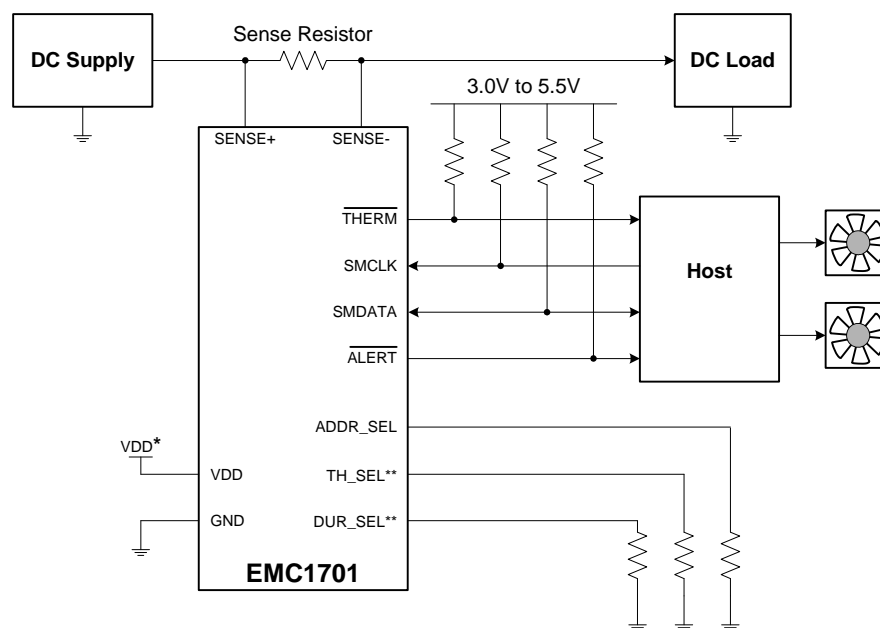 Sense Resistor
DC Supply
DC Load
3.0V to 5.5V
SENSE+
SENSE-
THERM
SMCLK
Host
SMDATA
ALERT
ADDR_SEL
VDD*
VDD
TH_SEL**
GND
DUR_SEL**
EMC1701